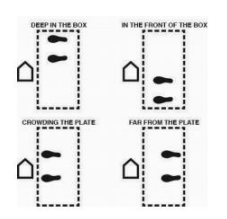 DEEP IN THE BOX
IN THE FRONT OF THE BOX
CROWDING THE PLATE
FAR FROM THE PLATE